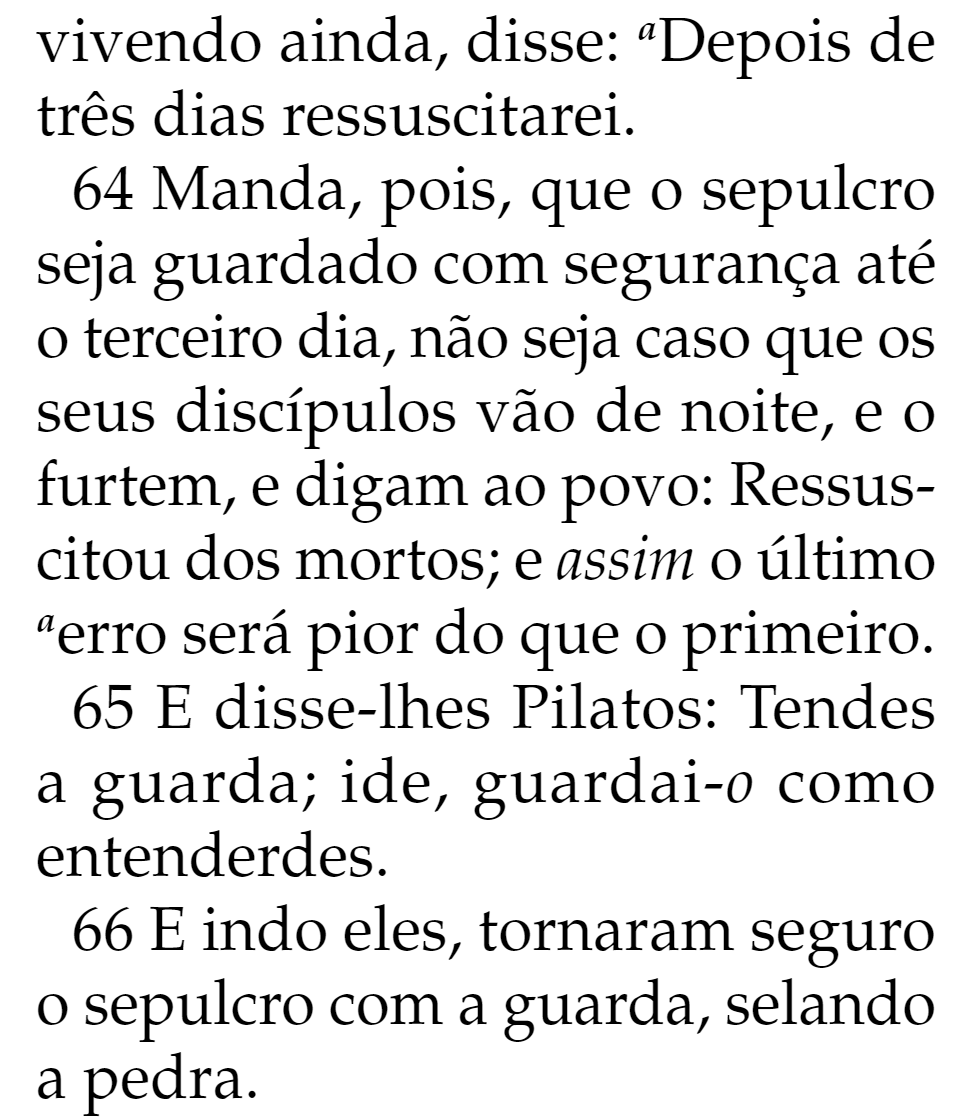 vivendo ainda, disse: ᵃDepois de
três dias ressuscitarei.
64 Manda, pois, que o sepulcro
seja guardado com segurança até
o terceiro dia, não seja caso que os
seus discípulos vão de noite, e o
furtem, e digam ao povo: Ressus-
citou dos mortos; e assim o último
ᵃerro será pior do que o primeiro.
65 E disse-lhes Pilatos: Tendes
a guarda; ide, guardai-o como
entenderdes.
66 E indo eles, tornaram seguro
o sepulcro com a guarda, selando
a pedra.